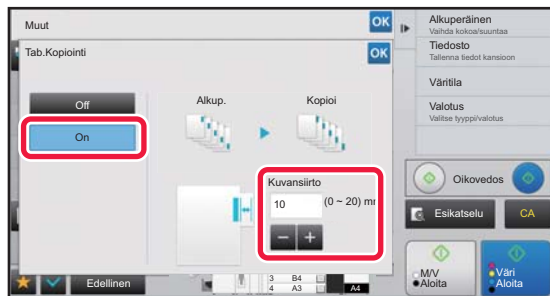 Muut
OK
Tab.Kopiointi
OK
Off
On
Alkup.
Kopioi
Kuvansiirto
10
(0 ~ 20) mm
Edellinen
3 B4
4 A3
A4
Alkuperäinen
Vaihda kokoa/suuntaa
Tiedosto
Tallenna tiedot kansioon
Väritila
Valotus
Valitse tyyppi/valotus
Oikovedos
Esikatselu
CA
M/V
Aloita
Väri
Aloita